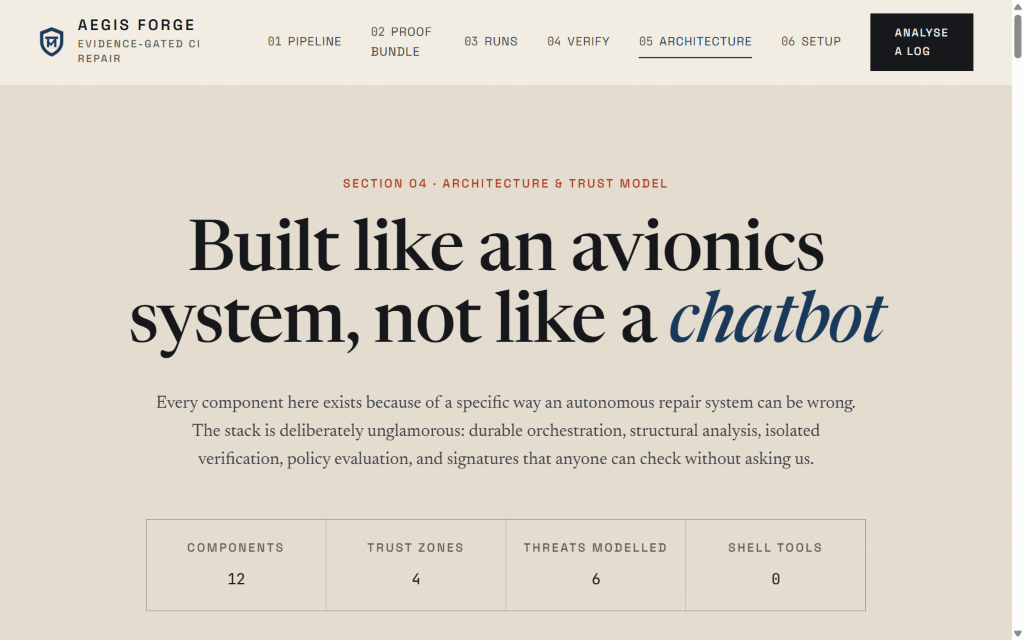 AEGIS FORGE
EVIDENCE-GATED CI
REPAIR
01 PIPELINE
02 PROOF
BUNDLE
03 RUNS
04 VERIFY
05 ARCHITECTURE
06 SETUP
ANALYSE
A LOG
SECTION 04 · ARCHITECTURE & TRUST MODEL
Built like an avionics
system, not like a chatbot
Every component here exists because of a specific way an autonomous repair system can be wrong.
The stack is deliberately unglamorous: durable orchestration, structural analysis, isolated
verification, policy evaluation, and signatures that anyone can check without asking us.
COMPONENTS
12
TRUST ZONES
4
THREATS MODELLED
6
SHELL TOOLS
0